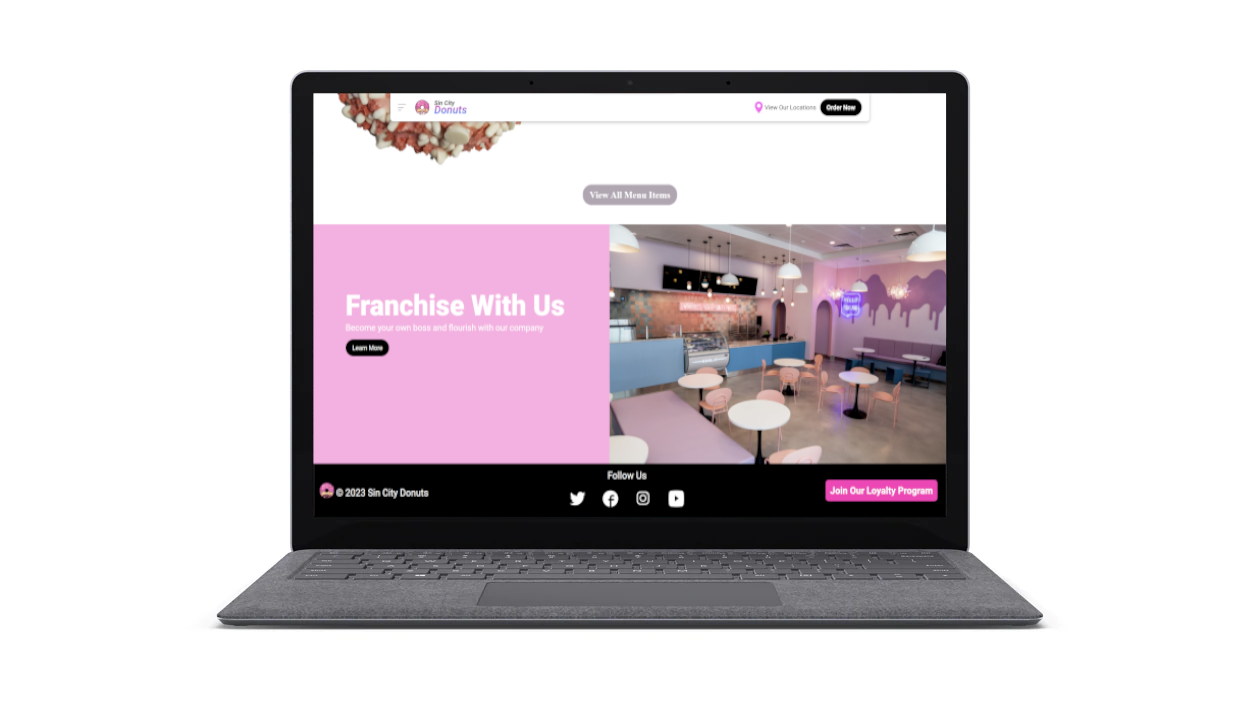 Sin City
Donuts
View Our Locations
Order Now
View All Menu Items
Franchise With Us
Become your own boss and flourish with our company
Learn More
Follow Us
© 2023 Sin City Donuts
Join Our Loyalty Program